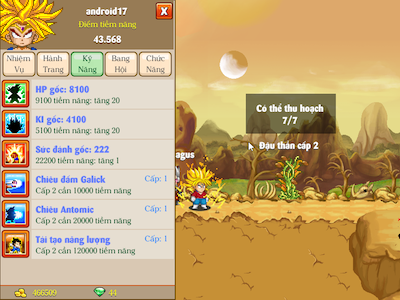 android17
X
Điểm tiềm năng
43.568
Nhiệm Vụ
Hành Trang
Kỹ Năng
Bang Hội
Chức Năng
HP gốc: 8100
9100 tiềm năng: tăng 20
KI gốc: 4100
5100 tiềm năng: tăng 20
Sức đánh gốc: 222
22200 tiềm năng: tăng 1
Chiêu đấm Galick Cấp: 1
Cấp 2 cần 10000 tiềm năng
Chiêu Antomic Cấp: 1
Cấp 2 cần 20000 tiềm năng
Tái tạo năng lượng Cấp: 1
Cấp 2 cần 120000 tiềm năng
466509
44
Có thể thu hoạch
7/7
Đậu thần cấp 2
agus